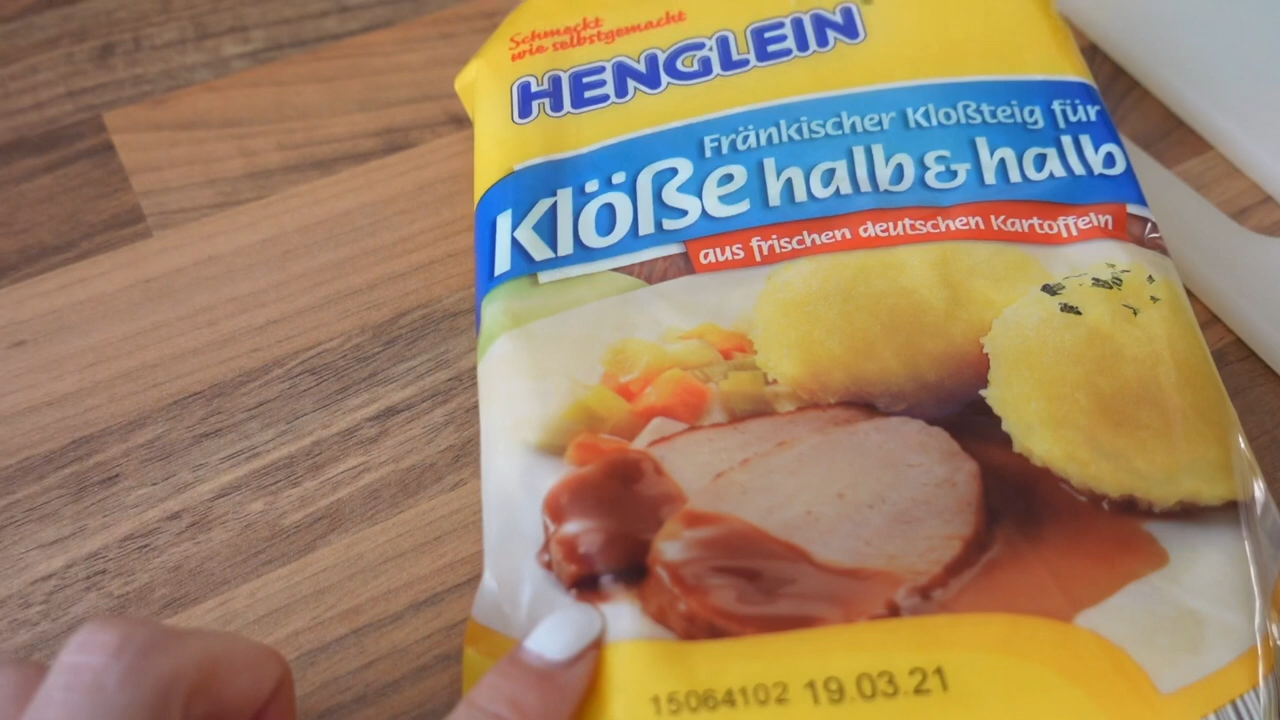 Schmeckt
wie selbstgemacht
HENGLEIN
Fränkischer Kloßteig für
Klöße halb & halb
aus frischen deutschen Kartoffeln
15064102 19.03.21